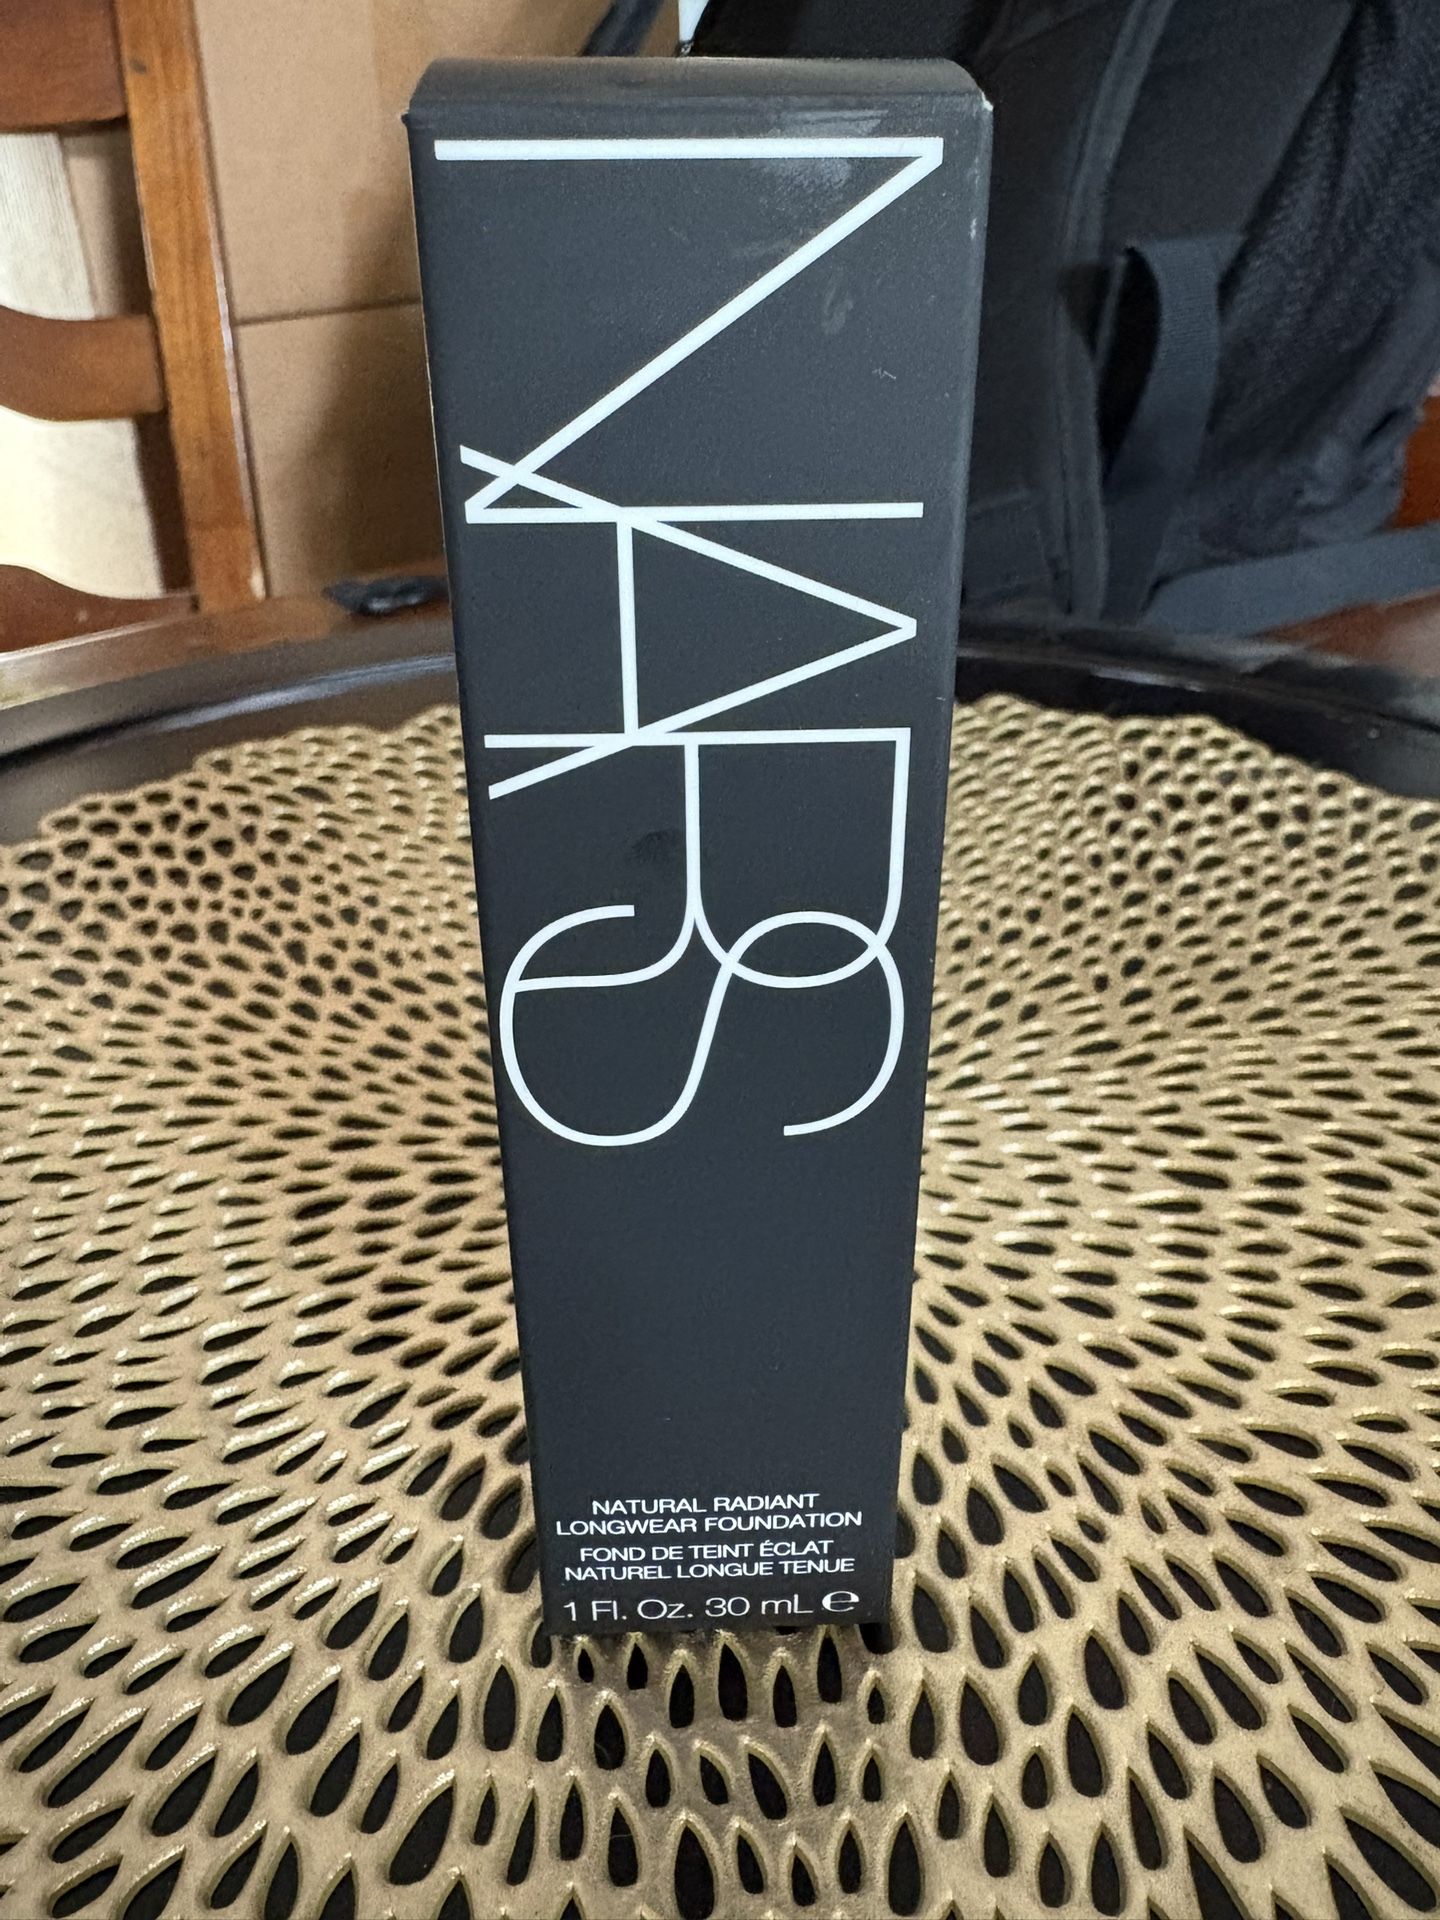 NARS
NATURAL RADIANT
LONGWEAR FOUNDATION
FOND DE TEINT ÉCLAT
NATUREL LONGUE TENUE
1 Fl. Oz. 30 mL ℮